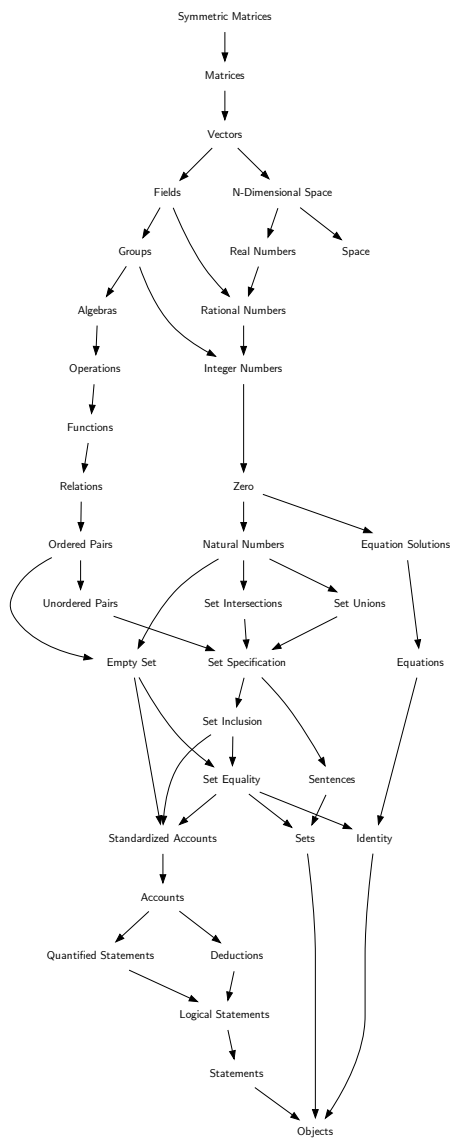 Symmetric Matrices
Matrices
Vectors
Fields
N-Dimensional Space
Groups
Real Numbers
Space
Algebras
Rational Numbers
Operations
Integer Numbers
Functions
Relations
Zero
Ordered Pairs
Natural Numbers
Equation Solutions
Unordered Pairs
Set Intersections
Set Unions
Empty Set
Set Specification
Equations
Set Inclusion
Set Equality
Sentences
Standardized Accounts
Sets
Identity
Accounts
Quantified Statements
Deductions
Logical Statements
Statements
Objects